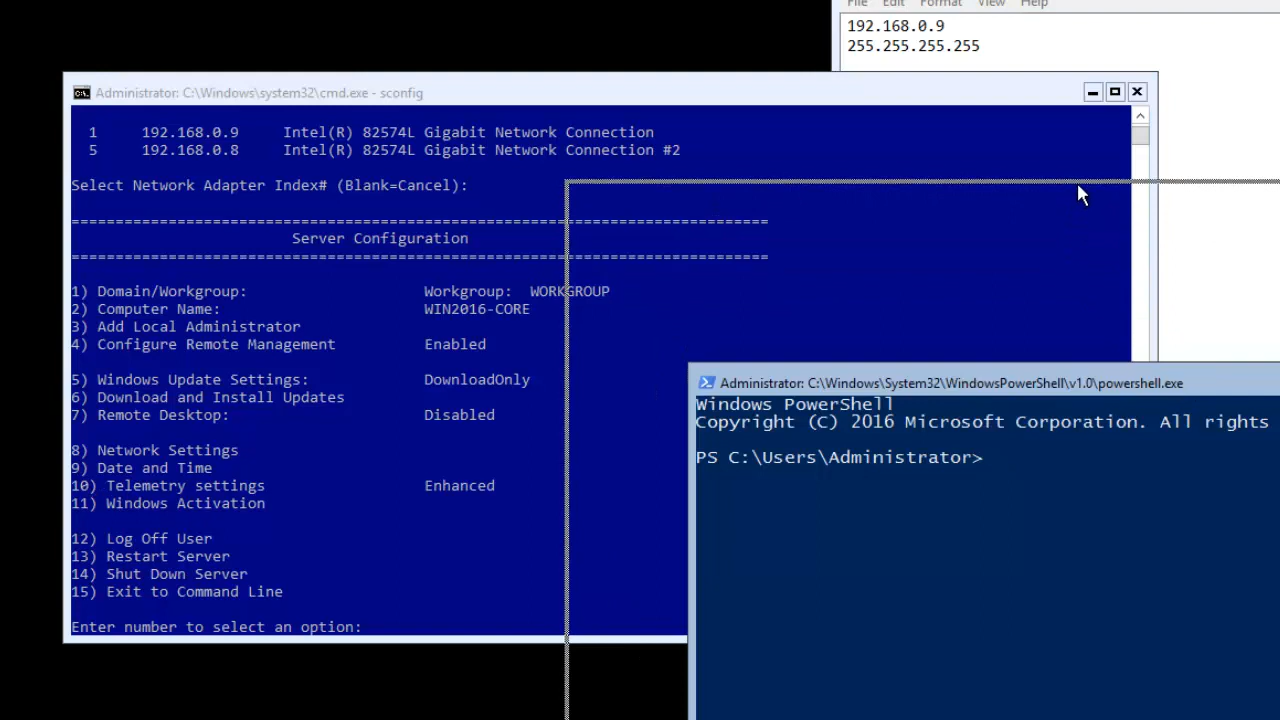 File Edit Format View Help
192.168.0.9
255.255.255.255
Administrator: C:\Windows\system32\cmd.exe - sconfig
1 192.168.0.9 Intel(R) 82574L Gigabit Network Connection
5 192.168.0.8 Intel(R) 82574L Gigabit Network Connection #2
Select Network Adapter Index# (Blank=Cancel):
===============================================================================
Server Configuration
===============================================================================
1) Domain/Workgroup: Workgroup: WORKGROUP
2) Computer Name: WIN2016-CORE
3) Add Local Administrator
4) Configure Remote Management Enabled
5) Windows Update Settings: DownloadOnly
6) Download and Install Updates
7) Remote Desktop: Disabled
8) Network Settings
9) Date and Time
10) Telemetry settings Enhanced
11) Windows Activation
12) Log Off User
13) Restart Server
14) Shut Down Server
15) Exit to Command Line
Enter number to select an option:
Administrator: C:\Windows\System32\WindowsPowerShell\v1.0\powershell.exe
Windows PowerShell
Copyright (C) 2016 Microsoft Corporation. All rights
PS C:\Users\Administrator>